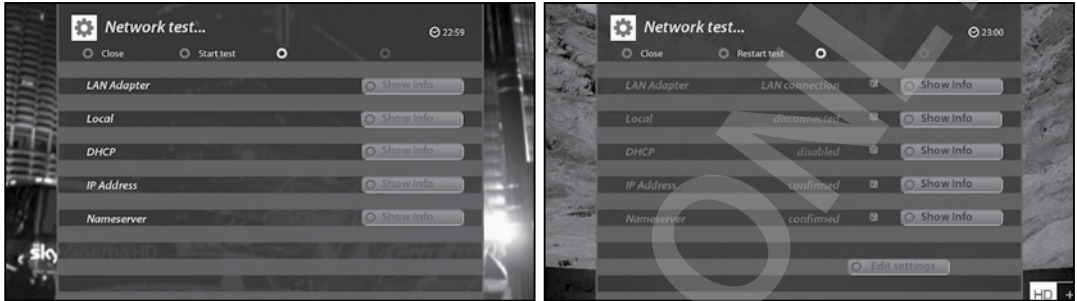 Network test...
22:59
Close Start test
LAN Adapter Show Info
Local Show Info
DHCP Show Info
IP Address Show Info
Nameserver Show Info
sky cinema HD
Network test...
23:00
Close Restart test
LAN Adapter LAN connection Show Info
Local disconnected Show Info
DHCP disabled Show Info
IP Address confirmed Show Info
Nameserver confirmed Show Info
Edit settings
HD +
ONL